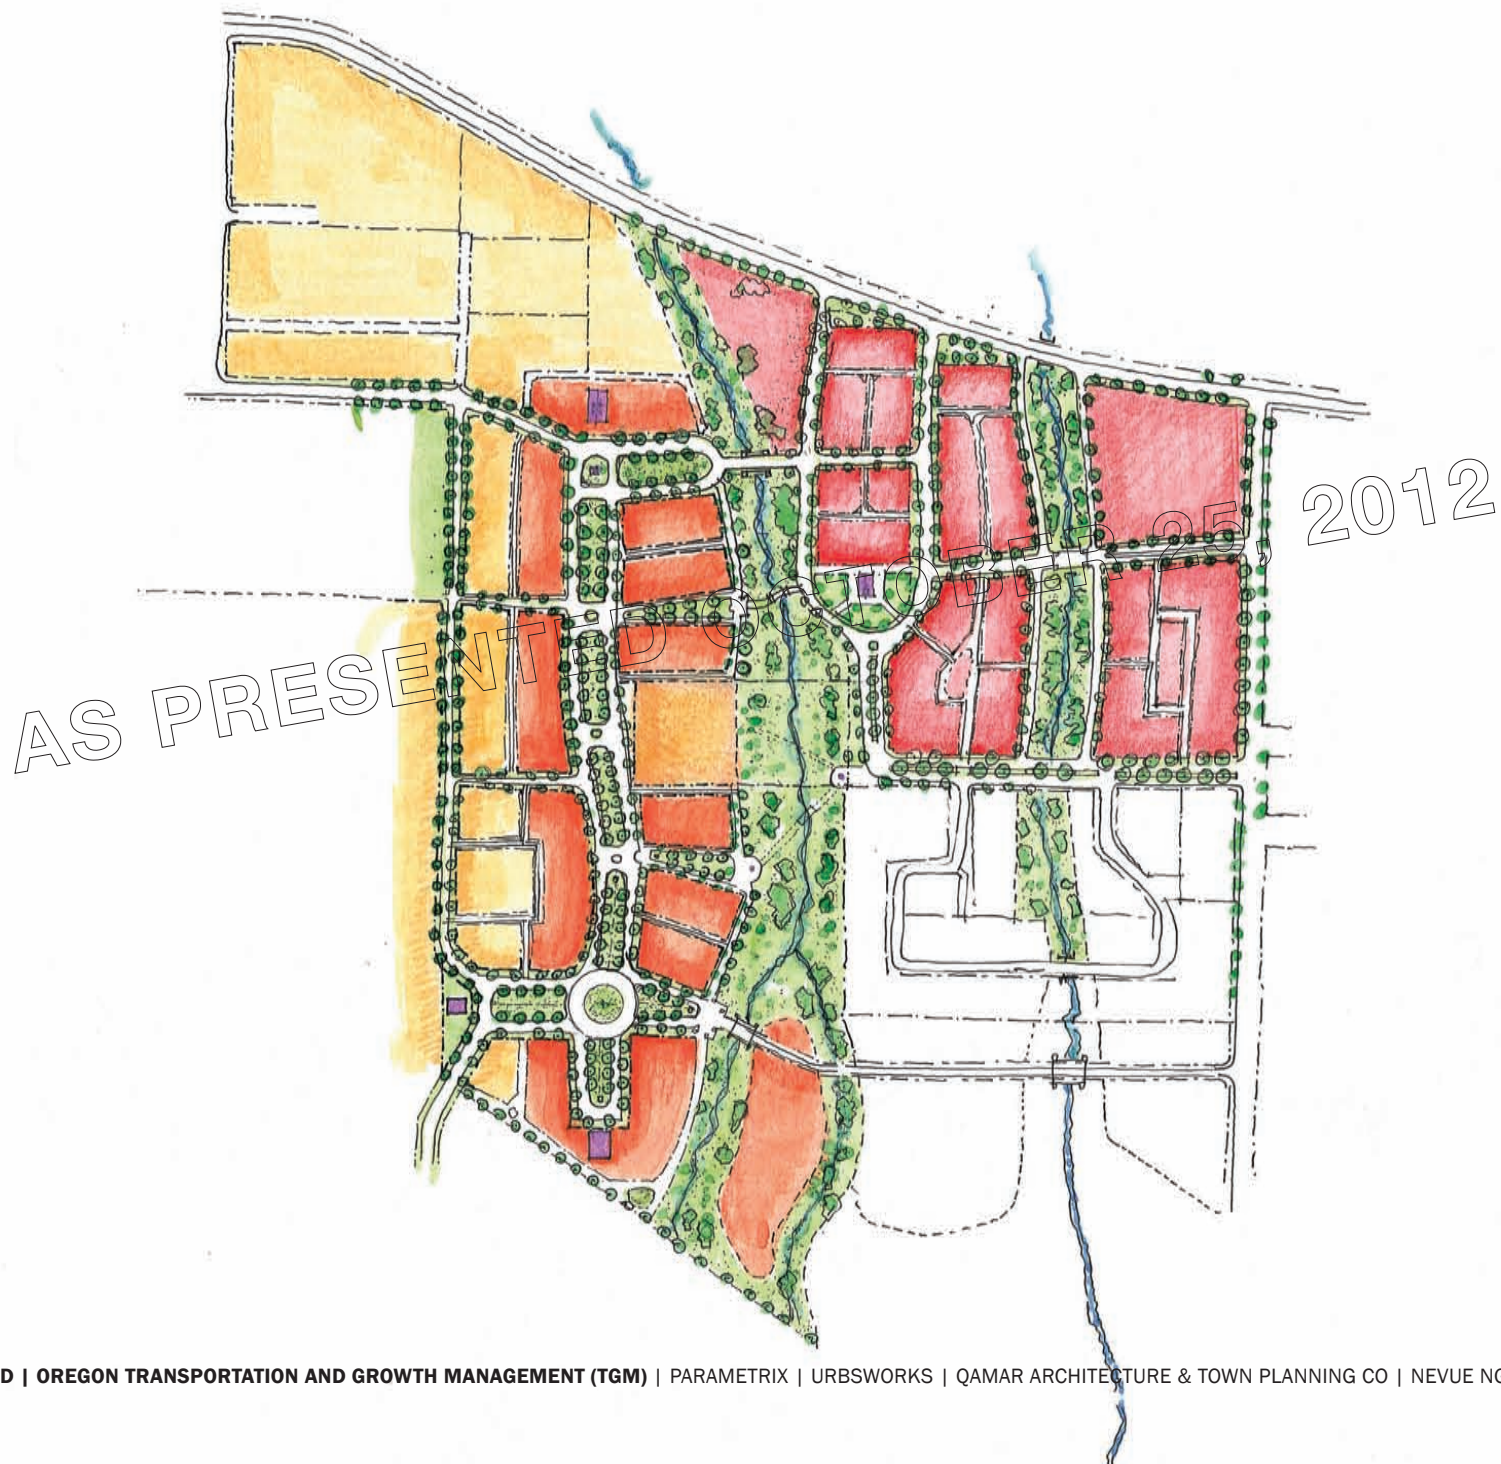 AS PRESENTED OCTOBER 25, 2012
D | OREGON TRANSPORTATION AND GROWTH MANAGEMENT (TGM) | PARAMETRIX | URBSWORKS | QAMAR ARCHITECTURE & TOWN PLANNING CO | NEVUE